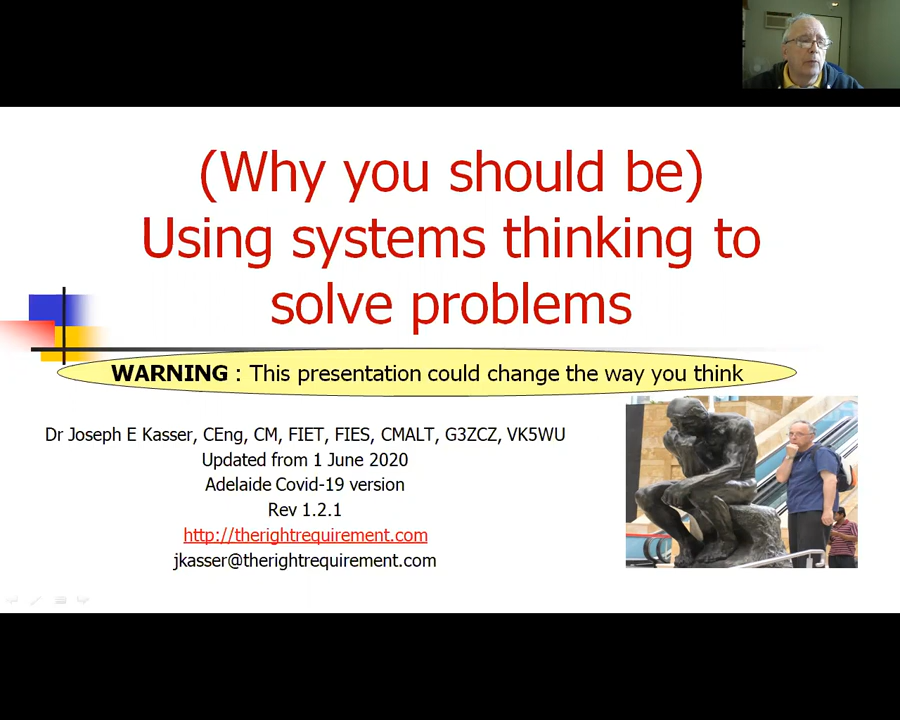 (Why you should be)
Using systems thinking to
solve problems
WARNING : This presentation could change the way you think
Dr Joseph E Kasser, CEng, CM, FIET, FIES, CMALT, G3ZCZ, VK5WU
Updated from 1 June 2020
Adelaide Covid-19 version
Rev 1.2.1
http://therightrequirement.com
jkasser@therightrequirement.com